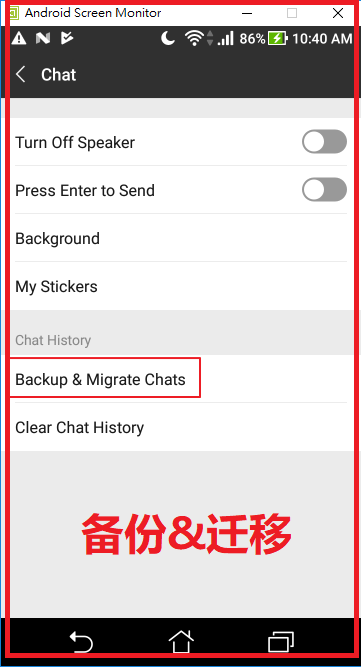 Android Screen Monitor
86% 10:40 AM
Chat
Turn Off Speaker
Press Enter to Send
Background
My Stickers
Chat History
Backup & Migrate Chats
Clear Chat History
备份&迁移